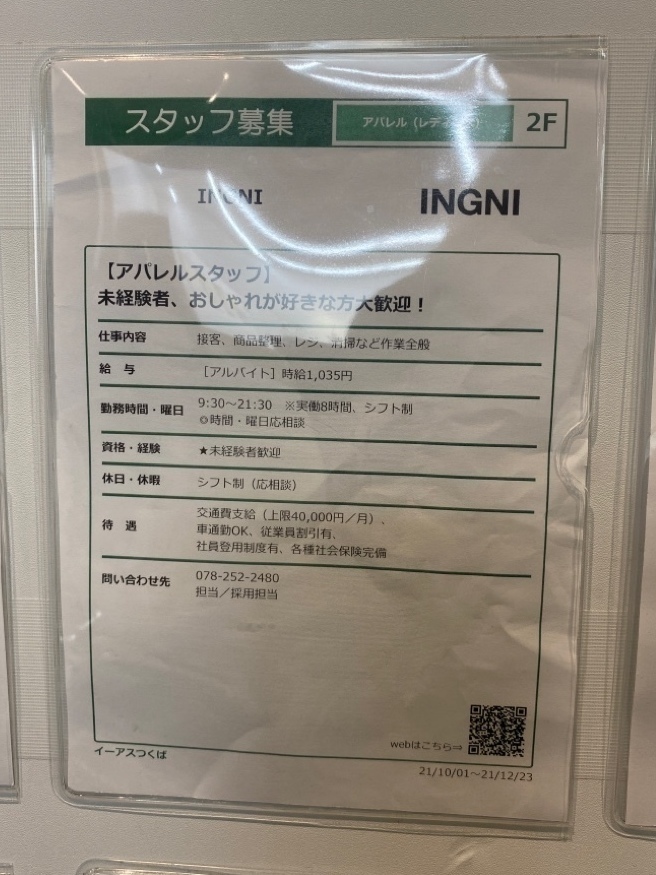 スタッフ募集
アパレル（レディース）
2F
INGNI
INGNI
【アパレルスタッフ】
未経験者、おしゃれが好きな方大歓迎！
仕事内容
接客、商品整理、レジ、清掃など作業全般
給　与
［アルバイト］時給1,035円
勤務時間・曜日
9:30～21:30　※実働8時間、シフト制
◎時間・曜日応相談
資格・経験
★未経験者歓迎
休日・休暇
シフト制（応相談）
待　遇
交通費支給（上限40,000円／月）、
車通勤OK、従業員割引有、
社員登用制度有、各種社会保険完備
問い合わせ先
078-252-2480
担当／採用担当
webはこちら⇒
イーアスつくば
21/10/01～21/12/23